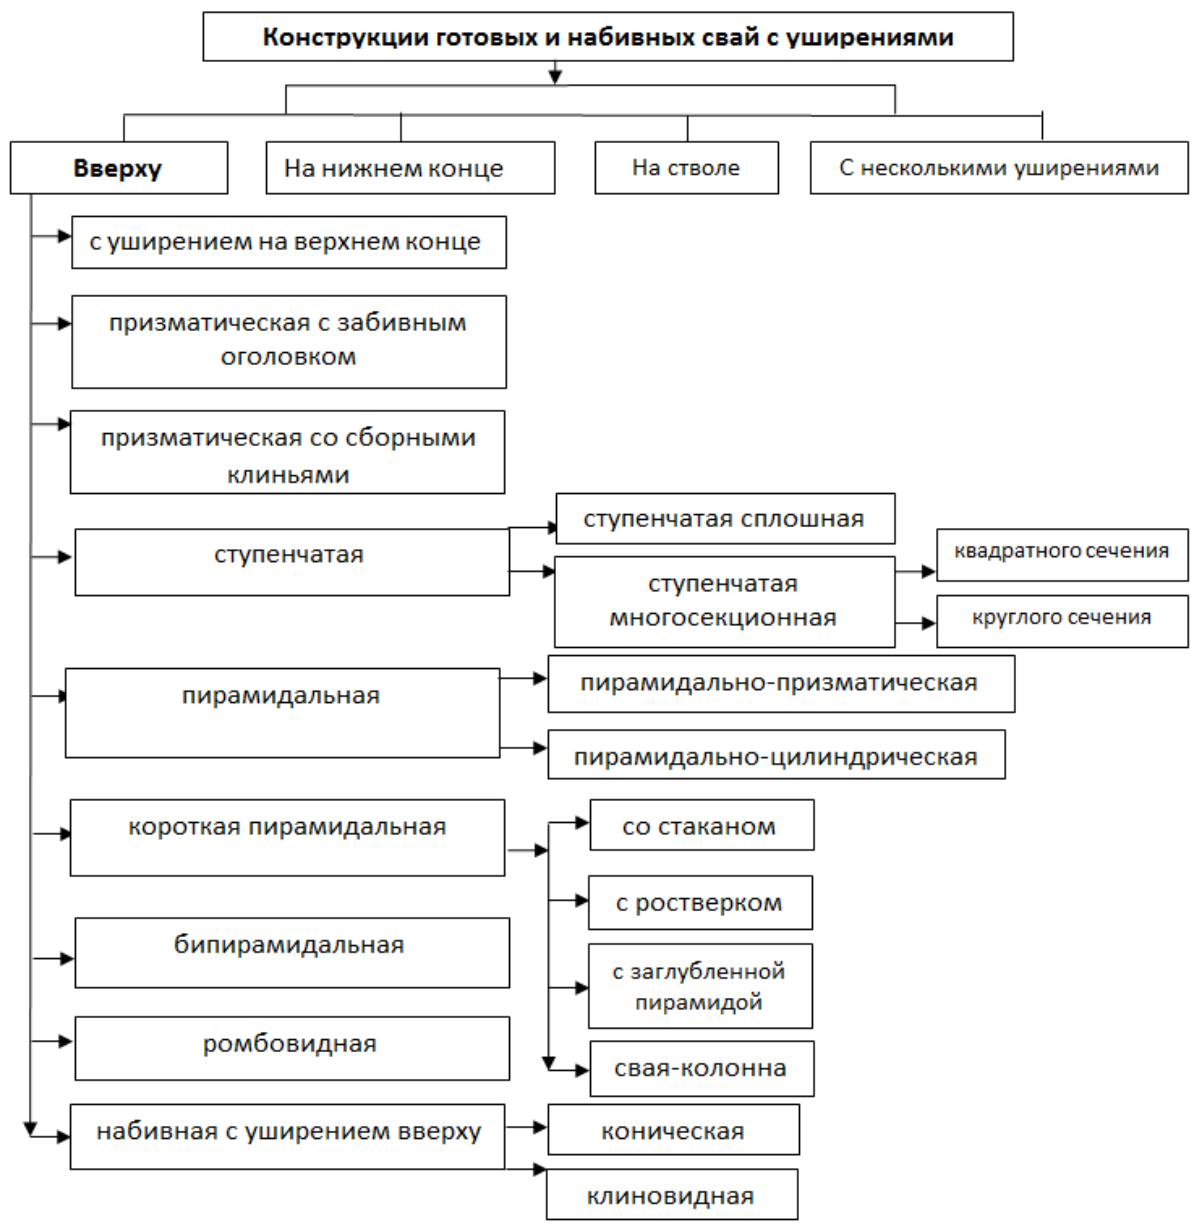 Конструкции готовых и набивных свай с уширениями
Вверху
На нижнем конце
На стволе
С несколькими уширениями
с уширением на верхнем конце
призматическая с забивным
оголовком
призматическая со сборными
клиньями
ступенчатая
ступенчатая сплошная
ступенчатая
многосекционная
квадратного сечения
круглого сечения
пирамидальная
пирамидально-призматическая
пирамидально-цилиндрическая
короткая пирамидальная
со стаканом
с ростверком
с заглубленной
пирамидой
свая-колонна
бипирамидальная
ромбовидная
набивная с уширением вверху
коническая
клиновидная